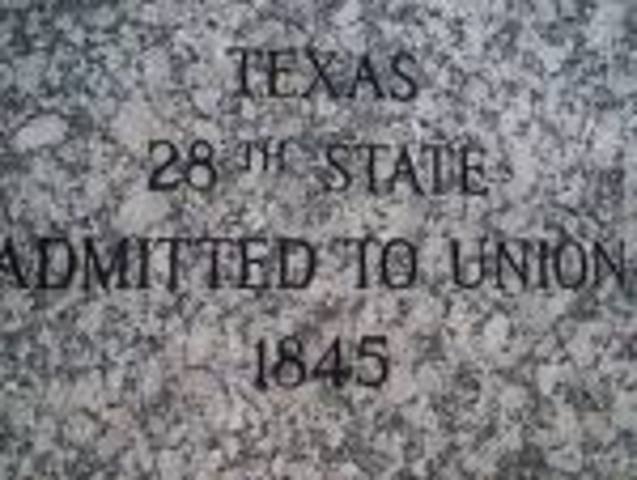 TEXAS
28TH STATE
ADMITTED TO UNION
1845